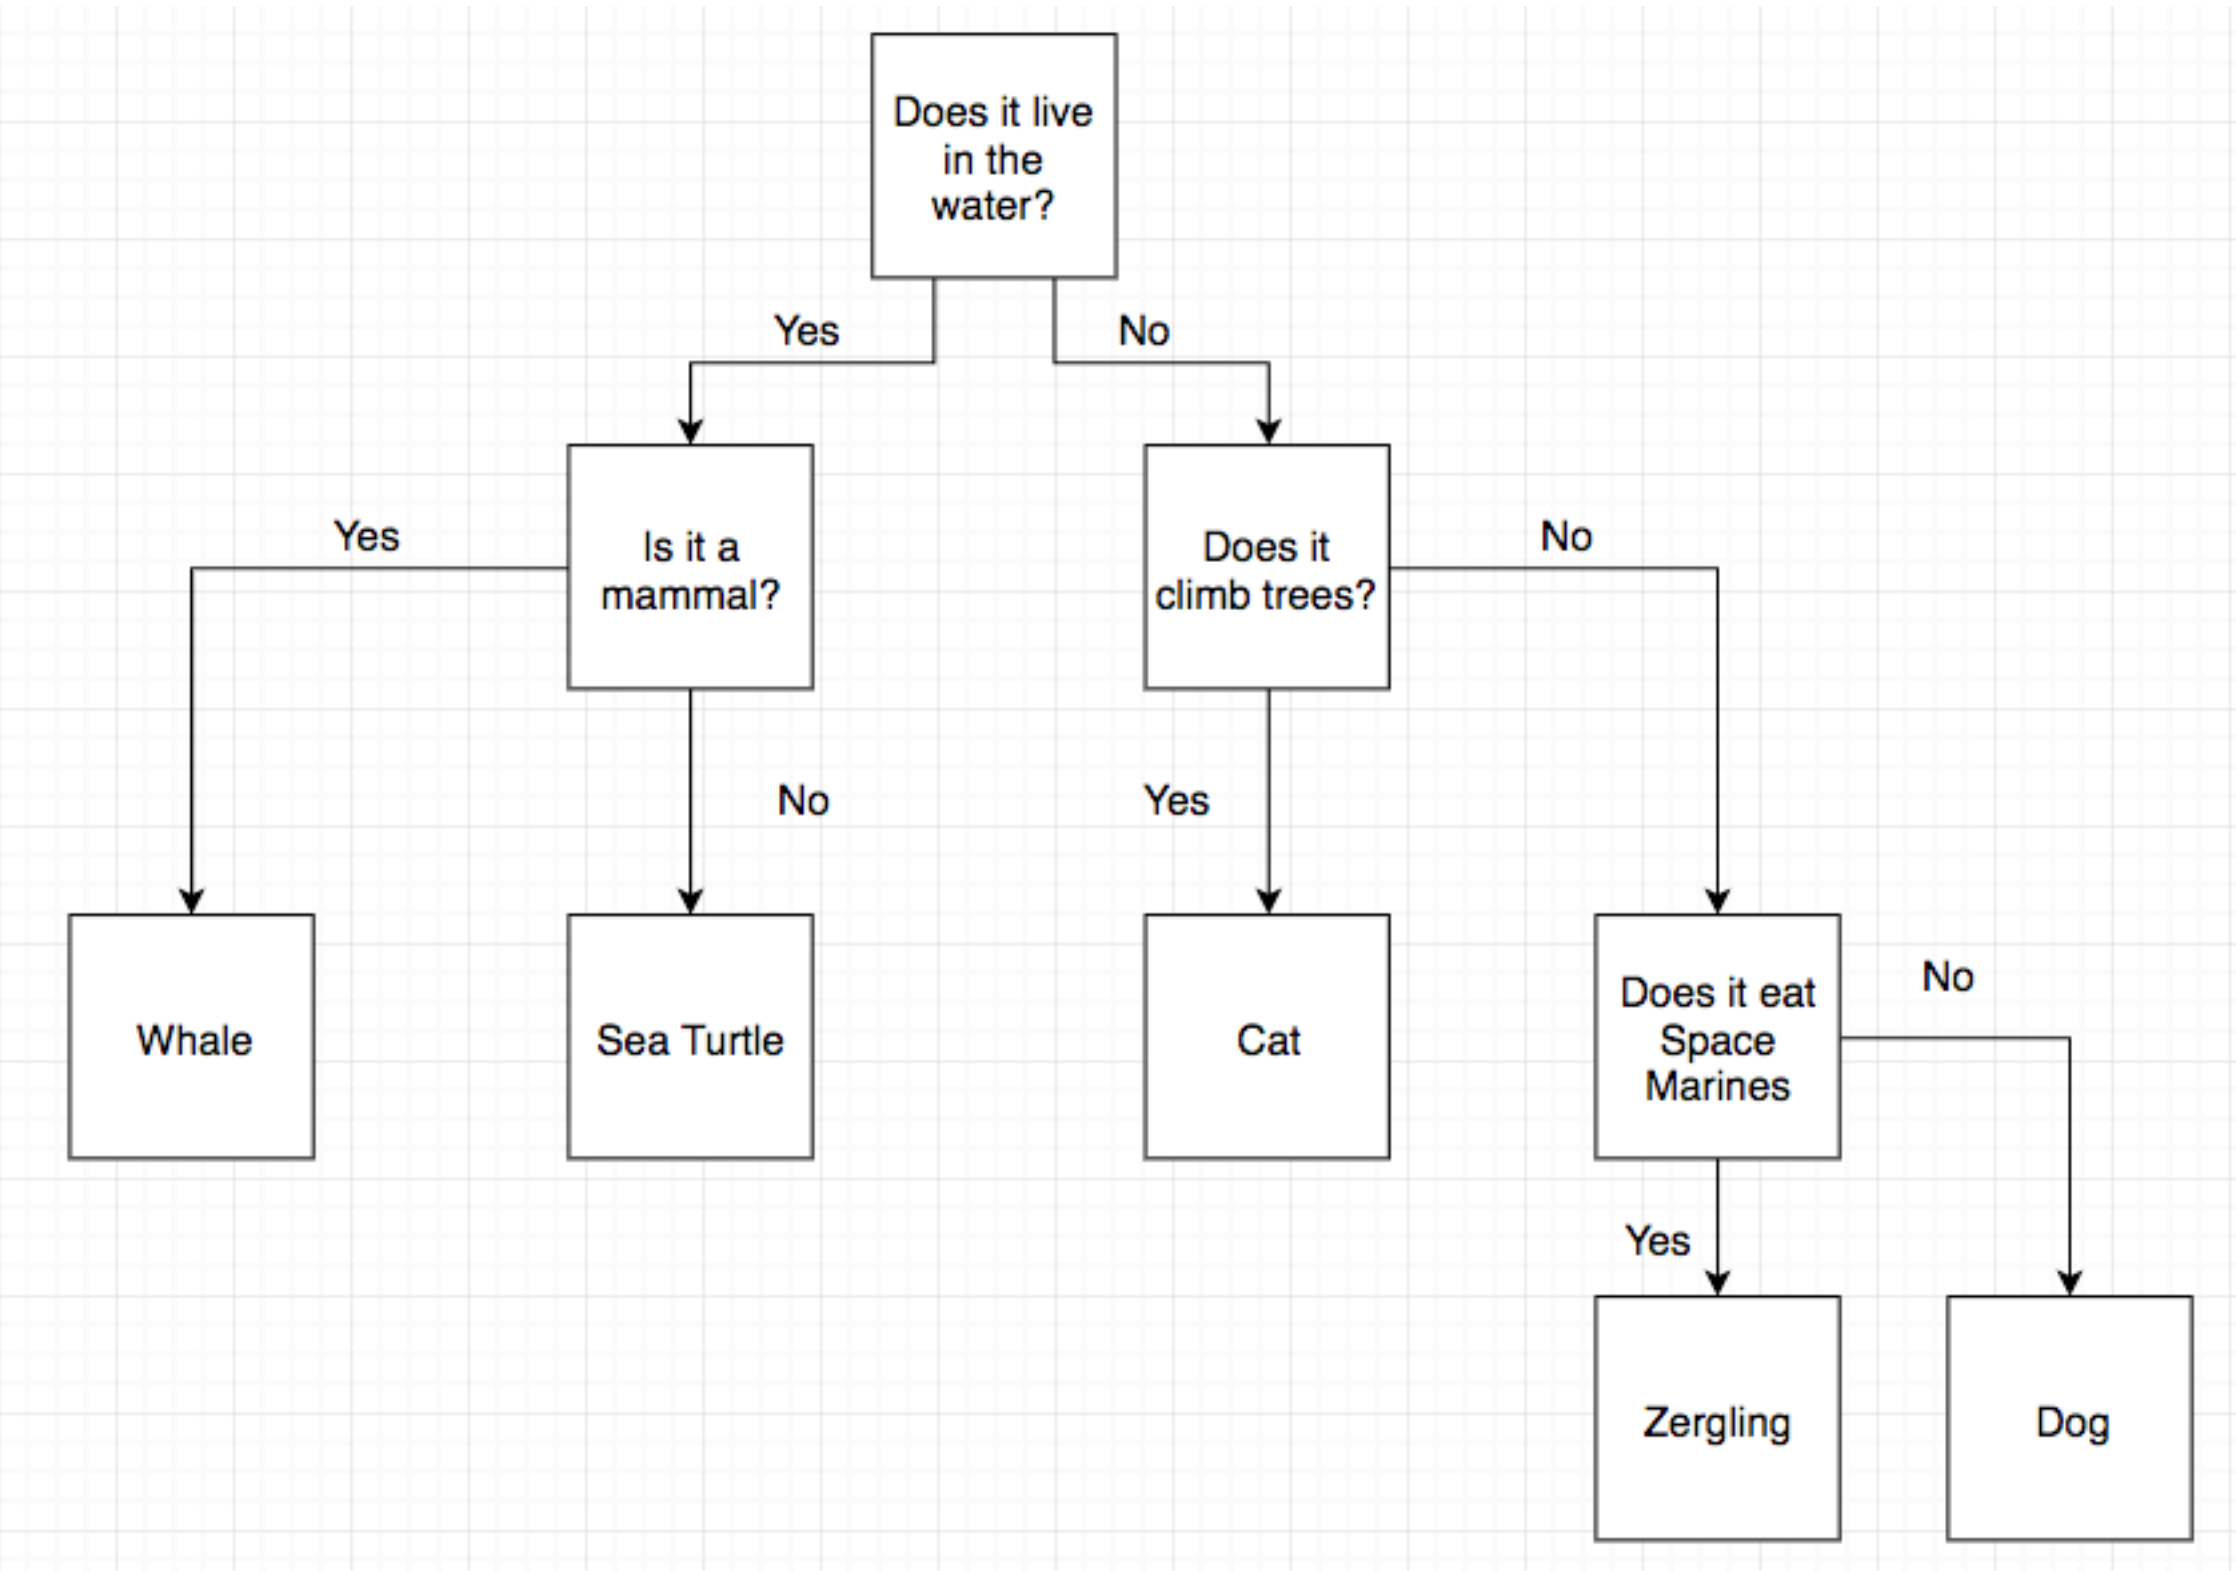 Does it live
in the
water?
Yes
No
Is it a
mammal?
Does it
climb trees?
Yes
No
No
Yes
Whale
Sea Turtle
Cat
Does it eat
Space
Marines
No
Yes
Zergling
Dog